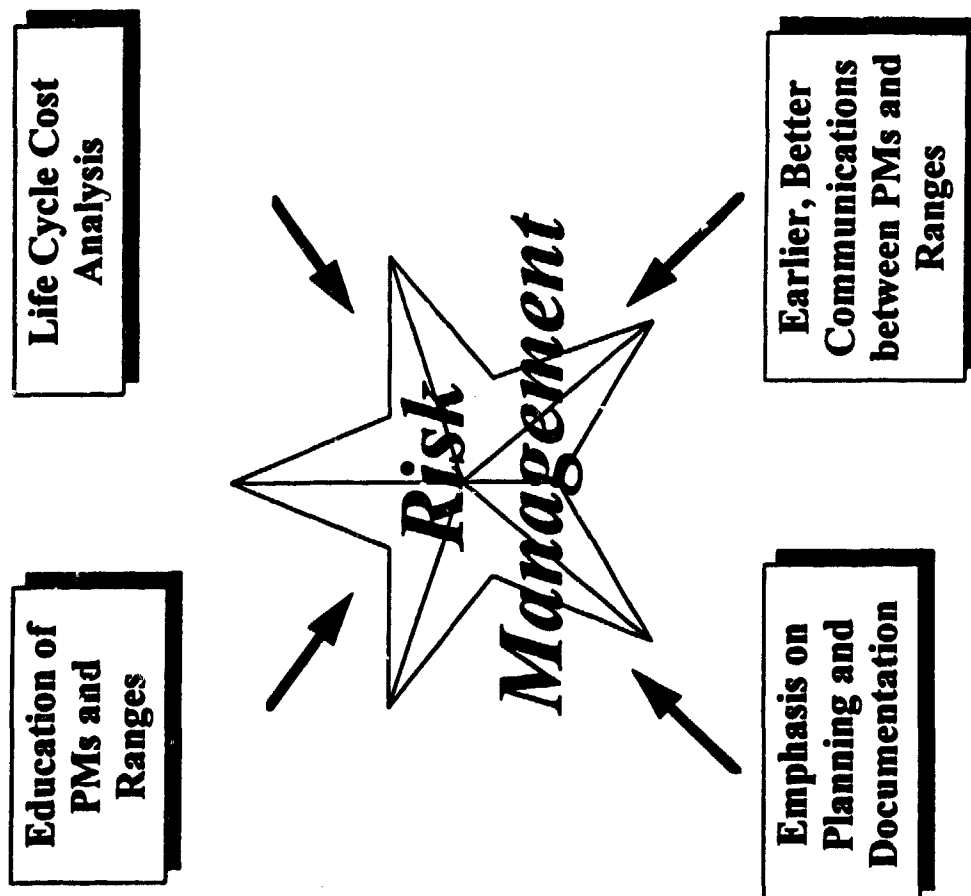 Education of
PMs and
Ranges
Life Cycle Cost
Analysis
Risk
Management
Emphasis on
Planning and
Documentation
Earlier, Better
Communications
between PMs and
Ranges